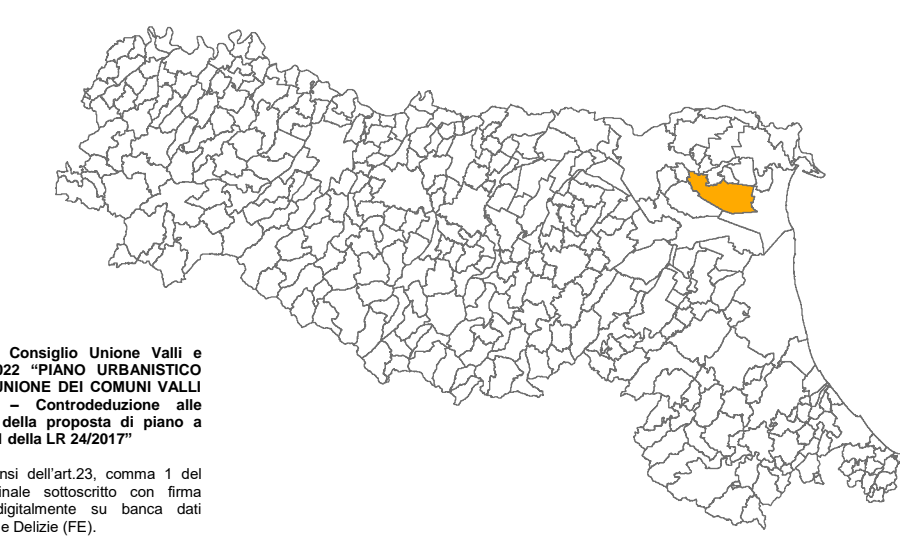 Consiglio Unione Valli e
022 “PIANO URBANISTICO
UNIONE DEI COMUNI VALLI
– Controdeduzione alle
della proposta di piano a
della LR 24/2017”
nsi dell’art.23, comma 1 del
inale sottoscritto con firma
digitalmente su banca dati
e Delizie (FE).